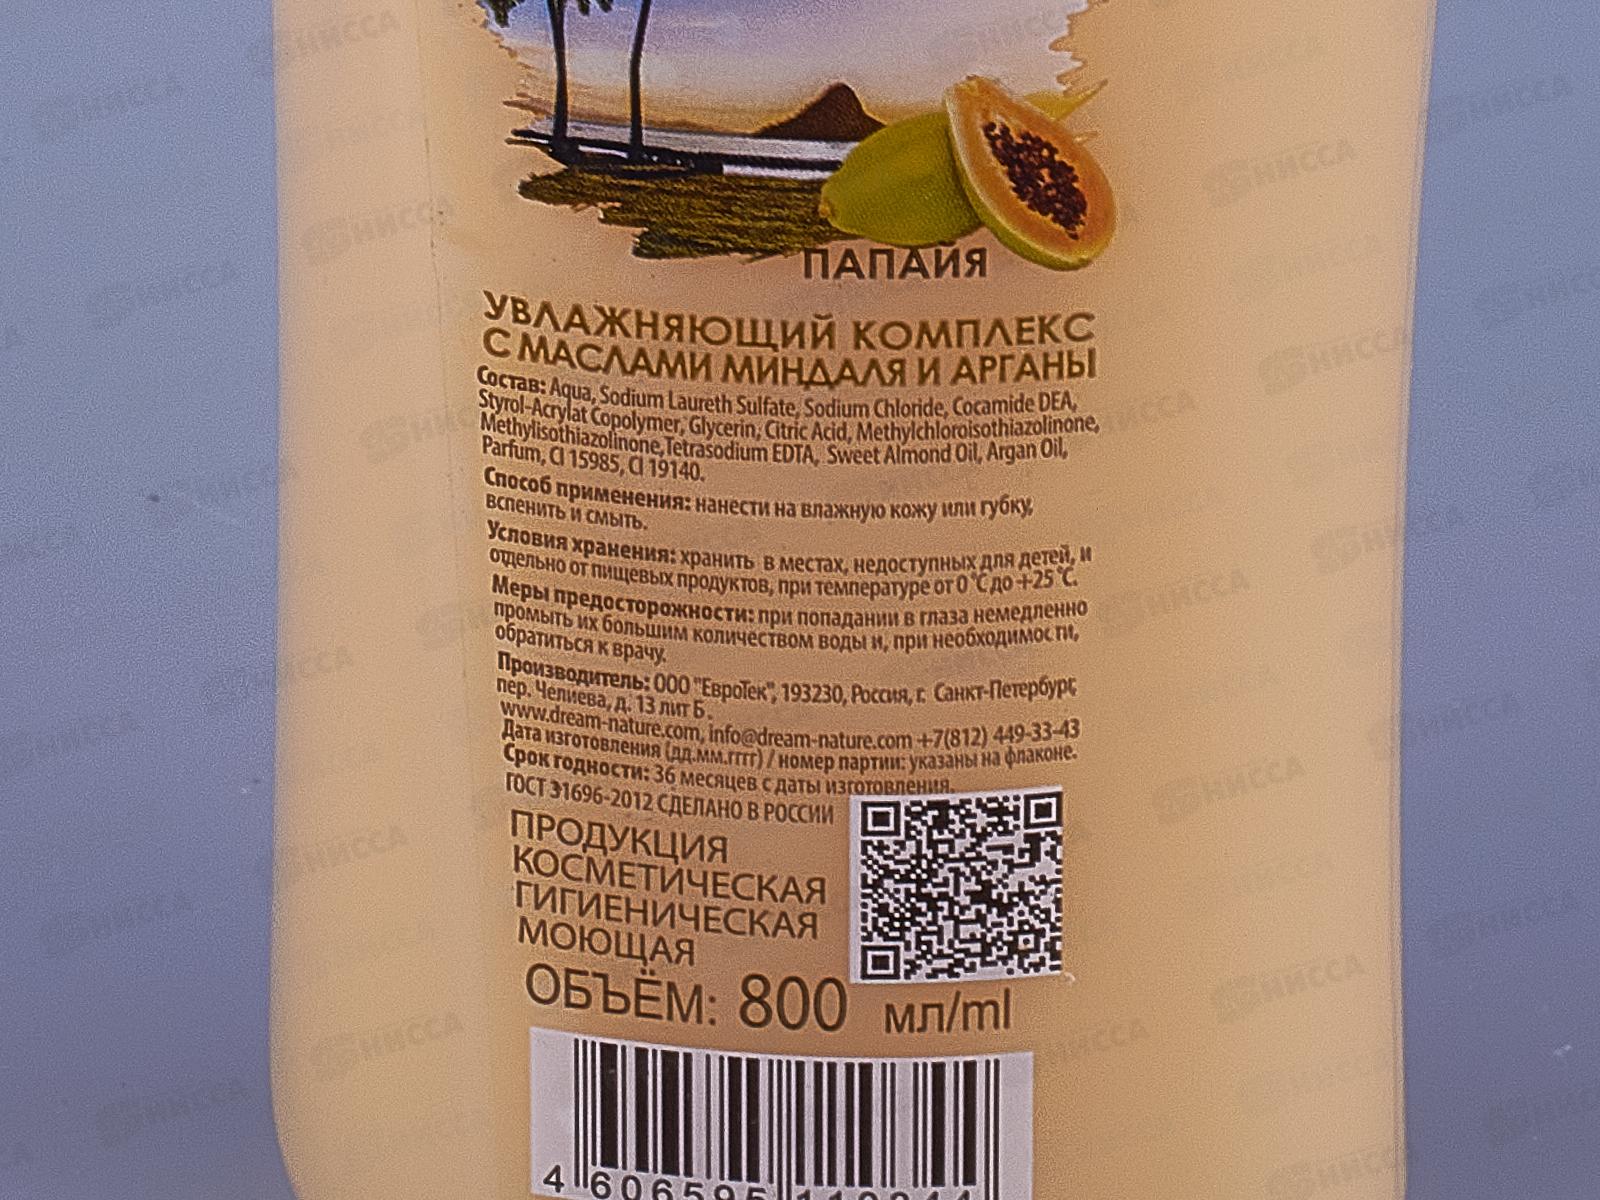 ПАПАЙЯ
УВЛАЖНЯЮЩИЙ КОМПЛЕКС
С МАСЛАМИ МИНДАЛЯ И АРГАНЫ
Состав: Aqua, Sodium Laureth Sulfate, Sodium Chloride, Cocamide DEA,
Styrol-Acrylat Copolymer, Glycerin, Citric Acid, Methylchloroisothiazolinone,
Methylisothiazolinone, Tetrasodium EDTA, Sweet Almond Oil, Argan Oil,
Parfum, CI 15985, CI 19140.
Способ применения: нанести на влажную кожу или губку,
вспенить и смыть.
Условия хранения: хранить в местах, недоступных для детей, и
отдельно от пищевых продуктов, при температуре от 0 °С до +25 °С.
Меры предосторожности: при попадании в глаза немедленно
промыть их большим количеством воды и, при необходимости,
обратиться к врачу.
Производитель: ООО "ЕвроТек", 193230, Россия, г. Санкт-Петербург,
пер. Челиева, д. 13 лит Б.
www.dream-nature.com, info@dream-nature.com +7(812) 449-33-43
Дата изготовления (дд.мм.гггг) / номер партии: указаны на флаконе.
Срок годности: 36 месяцев с даты изготовления.
ГОСТ 31696-2012 СДЕЛАНО В РОССИИ
ПРОДУКЦИЯ
КОСМЕТИЧЕСКАЯ
ГИГИЕНИЧЕСКАЯ
МОЮЩАЯ
ОБЪЁМ: 800 мл/ml
4 606595